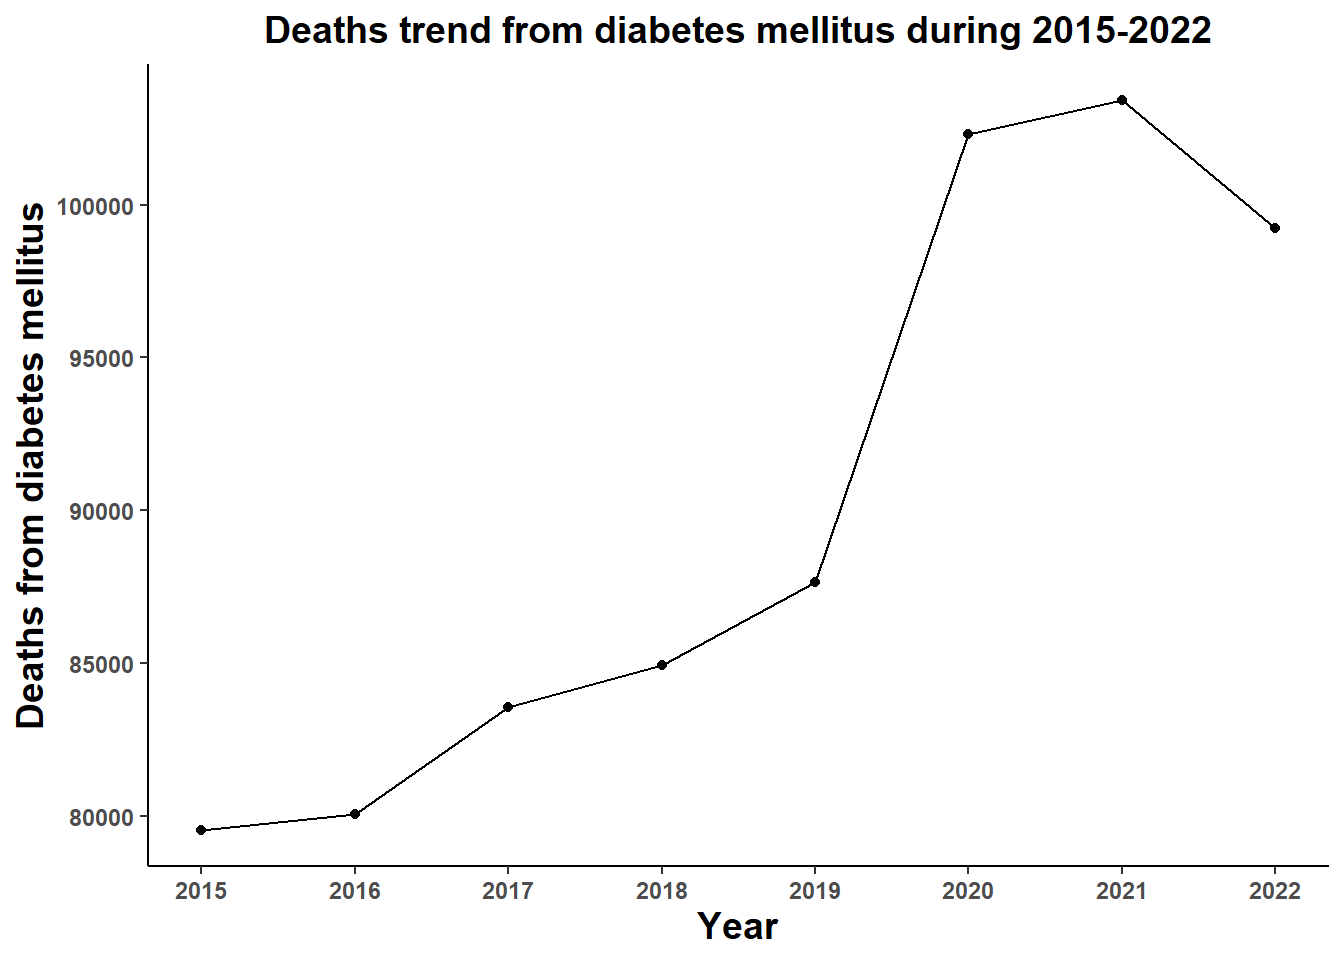 Deaths trend from diabetes mellitus during 2015-2022
Deaths from diabetes mellitus
100000
95000
90000
85000
80000
2015 2016 2017 2018 2019 2020 2021 2022
Year